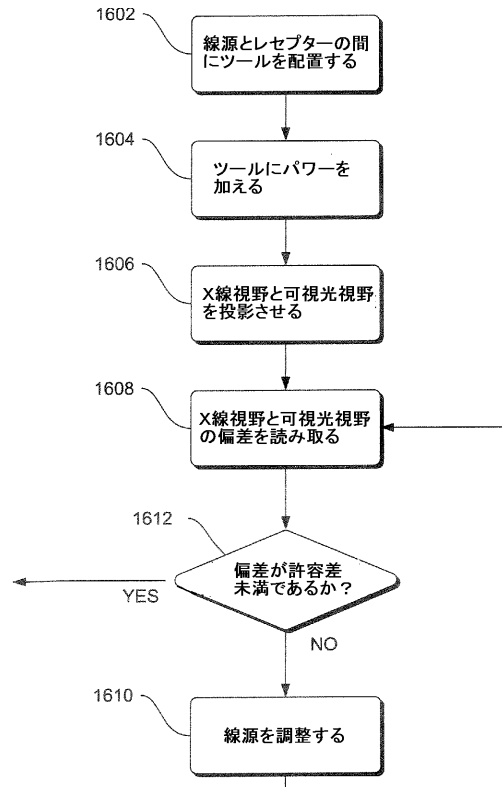 1602
線源とレセプターの間
にツールを配置する
1604
ツールにパワーを
加える
1606
X線視野と可視光視野
を投影させる
1608
X線視野と可視光視野
の偏差を読み取る
1612
偏差が許容差
未満であるか?
YES
NO
1610
線源を調整する